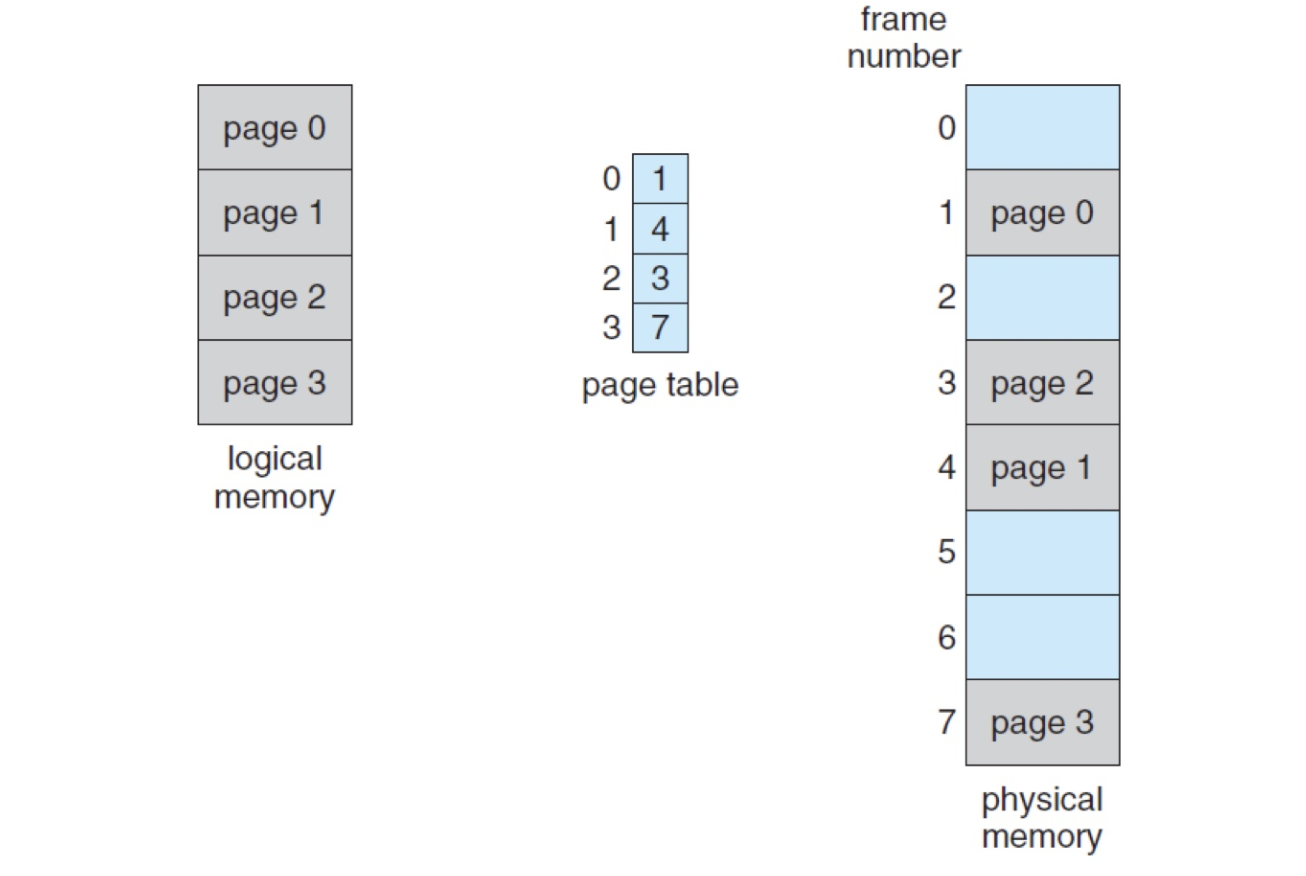 page 0
page 1
page 2
page 3
logical
memory
0 1
1 4
2 3
3 7
page table
frame
number
0
1 page 0
2
3 page 2
4 page 1
5
6
7 page 3
physical
memory